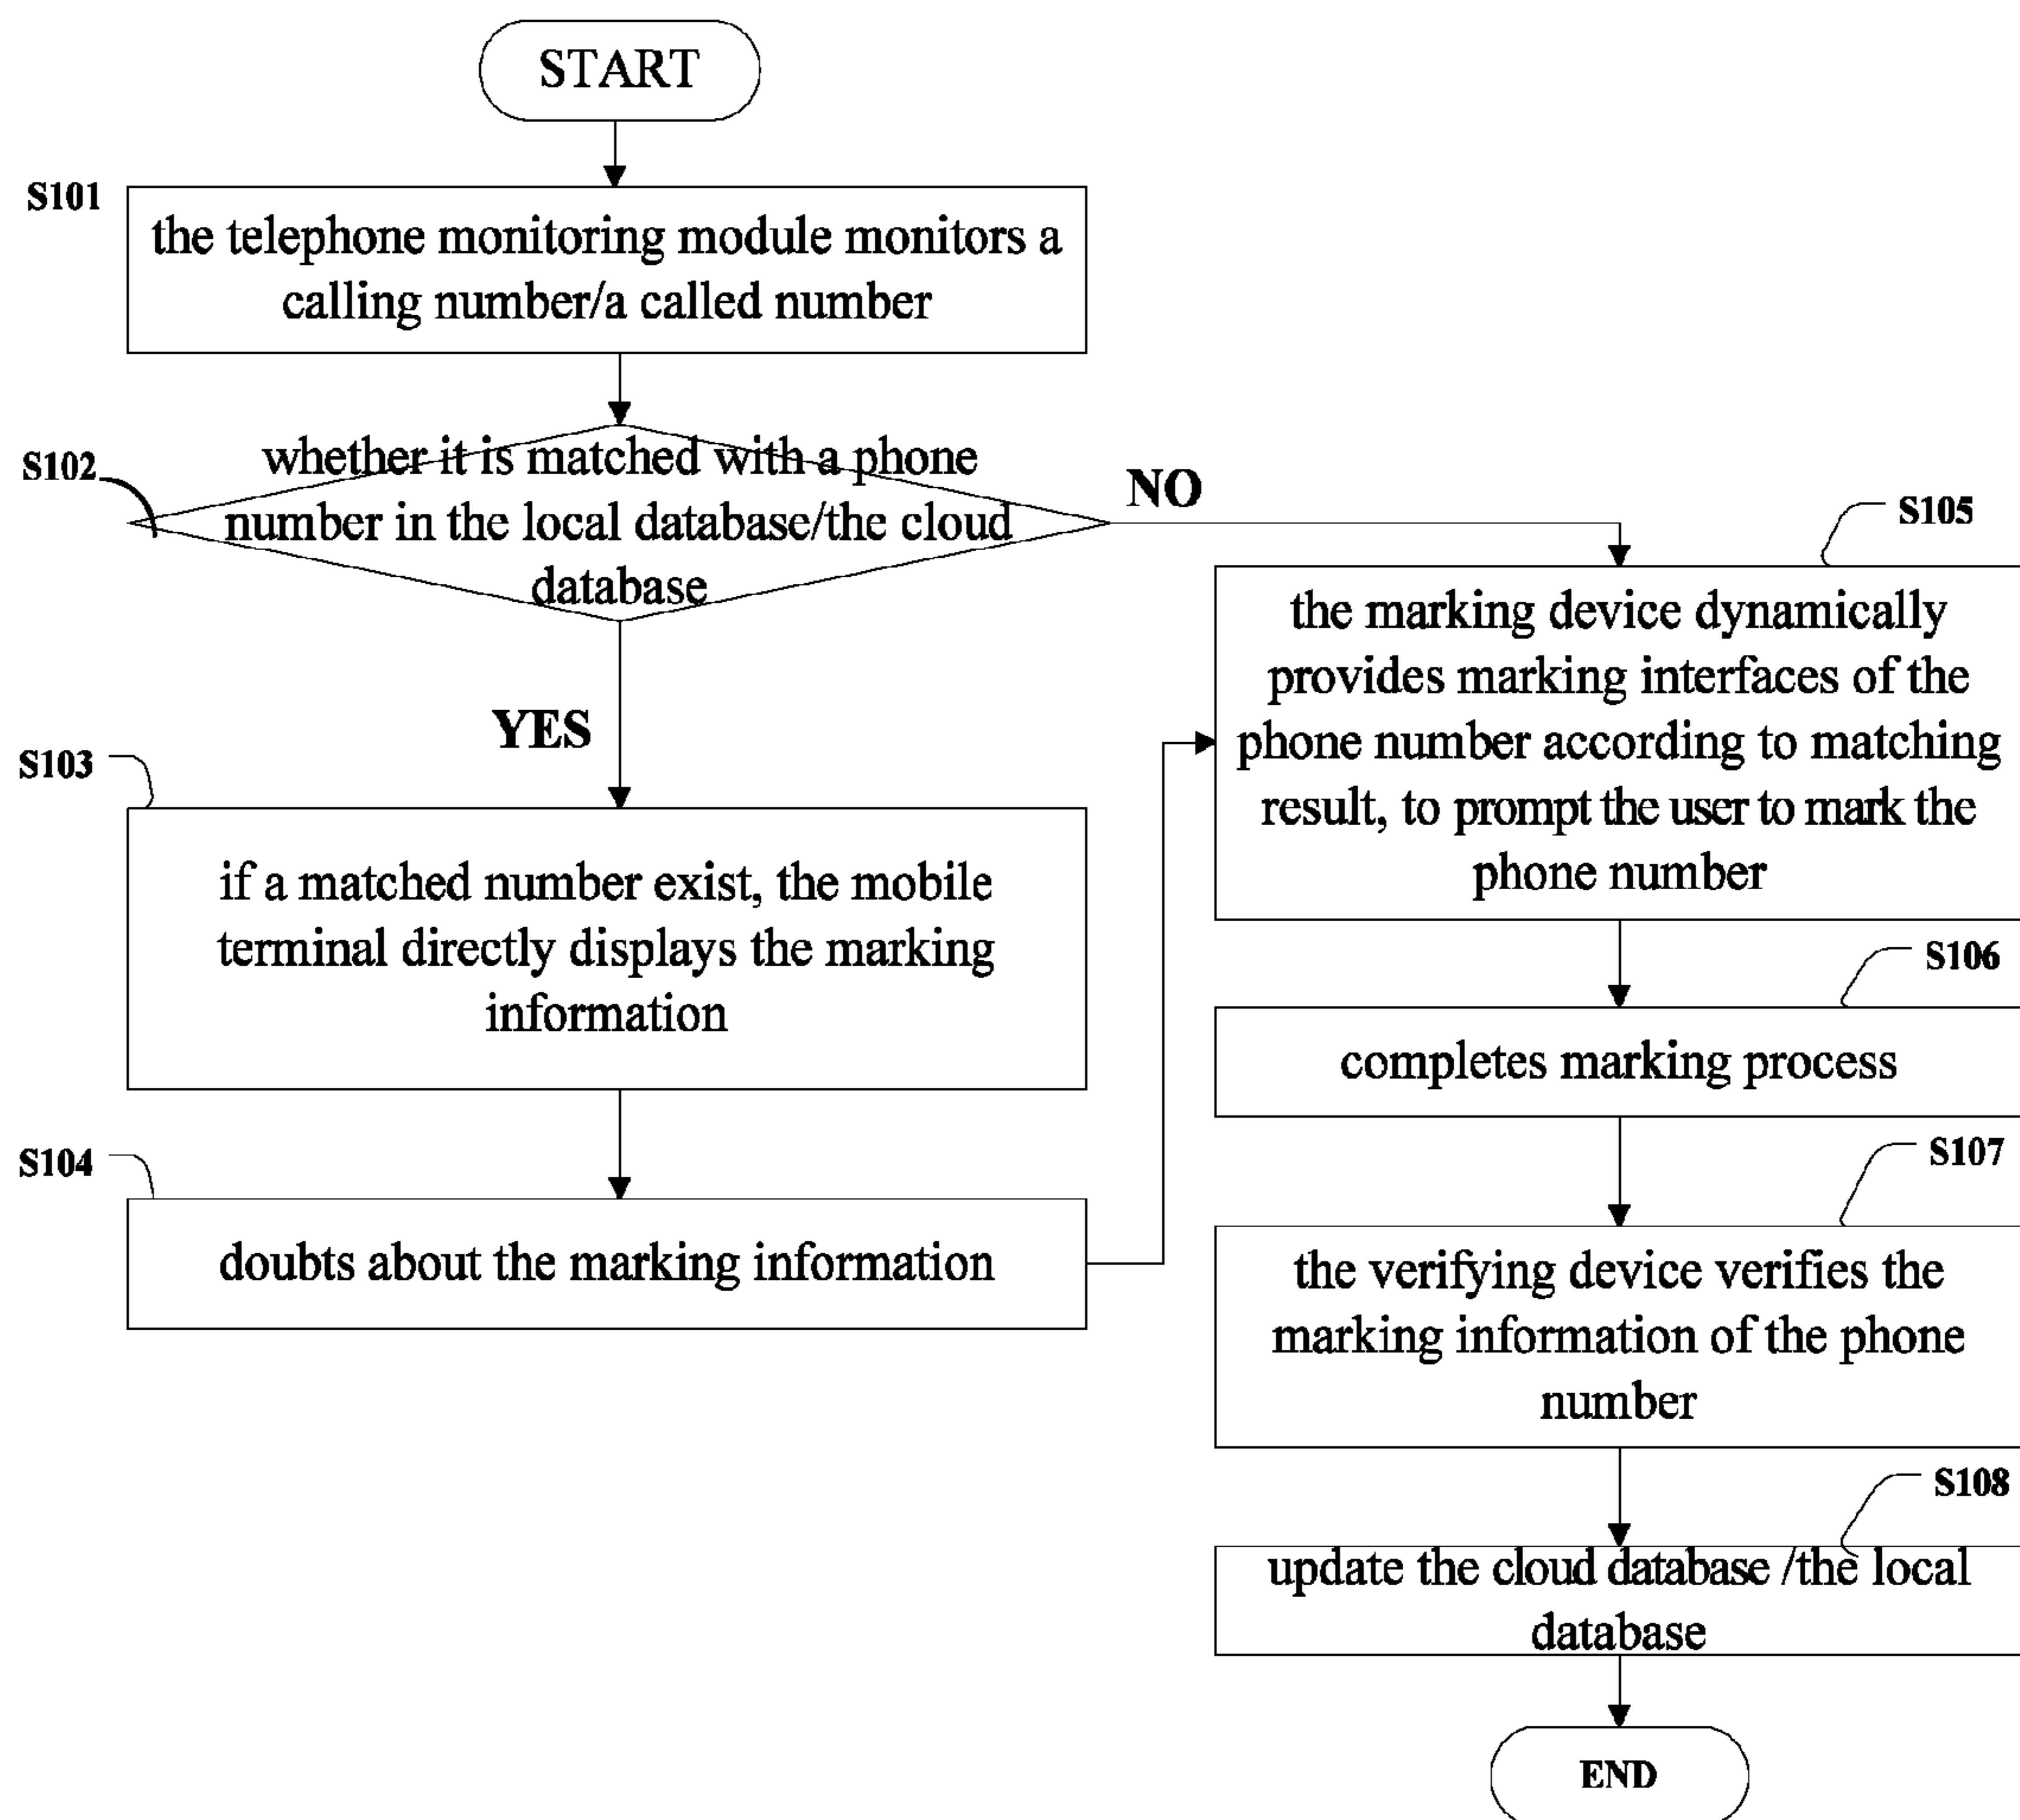 START
S101
the telephone monitoring module monitors a
calling number/a called number
S102
whether it is matched with a phone
number in the local database/the cloud
database
NO
YES
S103
if a matched number exist, the mobile
terminal directly displays the marking
information
S104
doubts about the marking information
S105
the marking device dynamically
provides marking interfaces of the
phone number according to matching
result, to prompt the user to mark the
phone number
S106
completes marking process
S107
the verifying device verifies the
marking information of the phone
number
S108
update the cloud database /the local
database
END